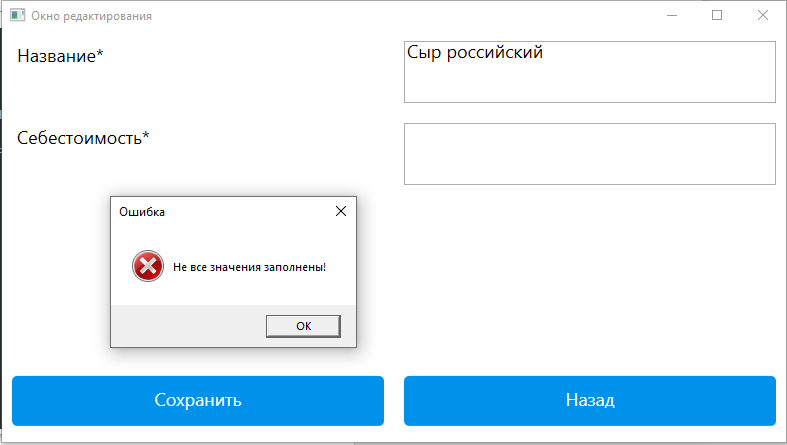 Окно редактирования
Название*
Сыр российский
Себестоимость*
Ошибка
Не все значения заполнены!
ОК
Сохранить
Назад